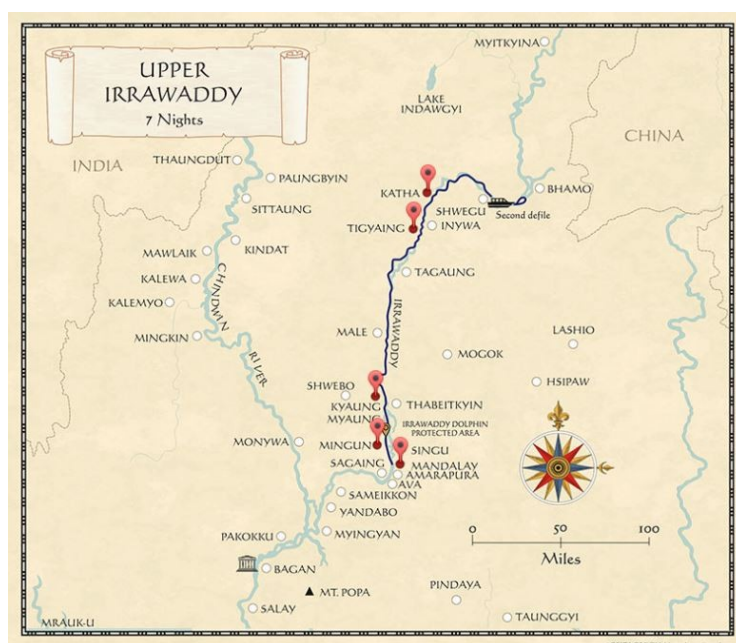 MYITKYINA
UPPER
IRRAWADDY
7 Nights
LAKE
INDAWGYI
CHINA
INDIA
THAUNGDUT
PAUNGBYIN
KATHA
BHAMO
SITTAUNG
SHWEGU
Second defile
TIGYAING
INYWA
KINDAT
MAWLAIK
CHINDWIN
RIVER
TAGAUNG
KALEWA
KALEMYO
IRRAWADDY
MINGKIN
MALE
LASHIO
MOGOK
SHWEBO
HSIPAW
KYAUNG
MYAUNG
THABEITKYIN
IRRAWADDY DOLPHIN
PROTECTED AREA
MONYWA
MINGUN
SINGU
SAGAING
MANDALAY
AMARAPURA
AVA
SAMEIKKON
YANDABO
0 50 100
Miles
PAKOKKU
MYINGYAN
BAGAN
MT. POPA
PINDAYA
SALAY
MRAUK-U
TAUNGGYI